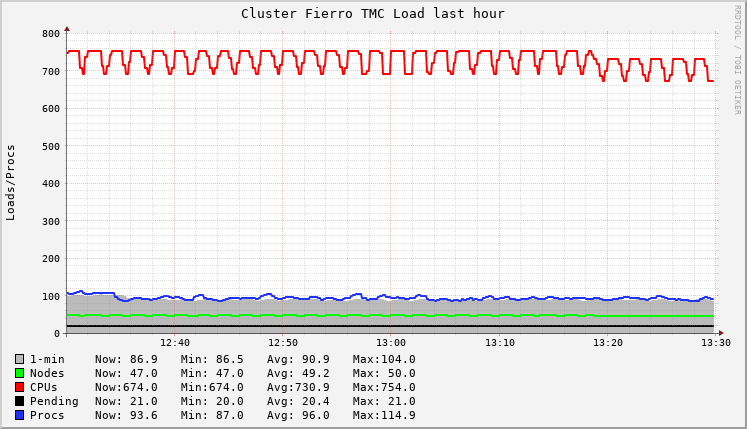 Cluster Fierro TMC Load last hour
RRDTOOL / TOBI OETIKER
Loads/Procs
800
700
600
500
400
300
200
100
0
12:40 12:50 13:00 13:10 13:20 13:30
1-min Now: 86.9 Min: 86.5 Avg: 90.9 Max:104.0
Nodes Now: 47.0 Min: 47.0 Avg: 49.2 Max: 50.0
CPUs Now:674.0 Min:674.0 Avg:730.9 Max:754.0
Pending Now: 21.0 Min: 20.0 Avg: 20.4 Max: 21.0
Procs Now: 93.6 Min: 87.0 Avg: 96.0 Max:114.9